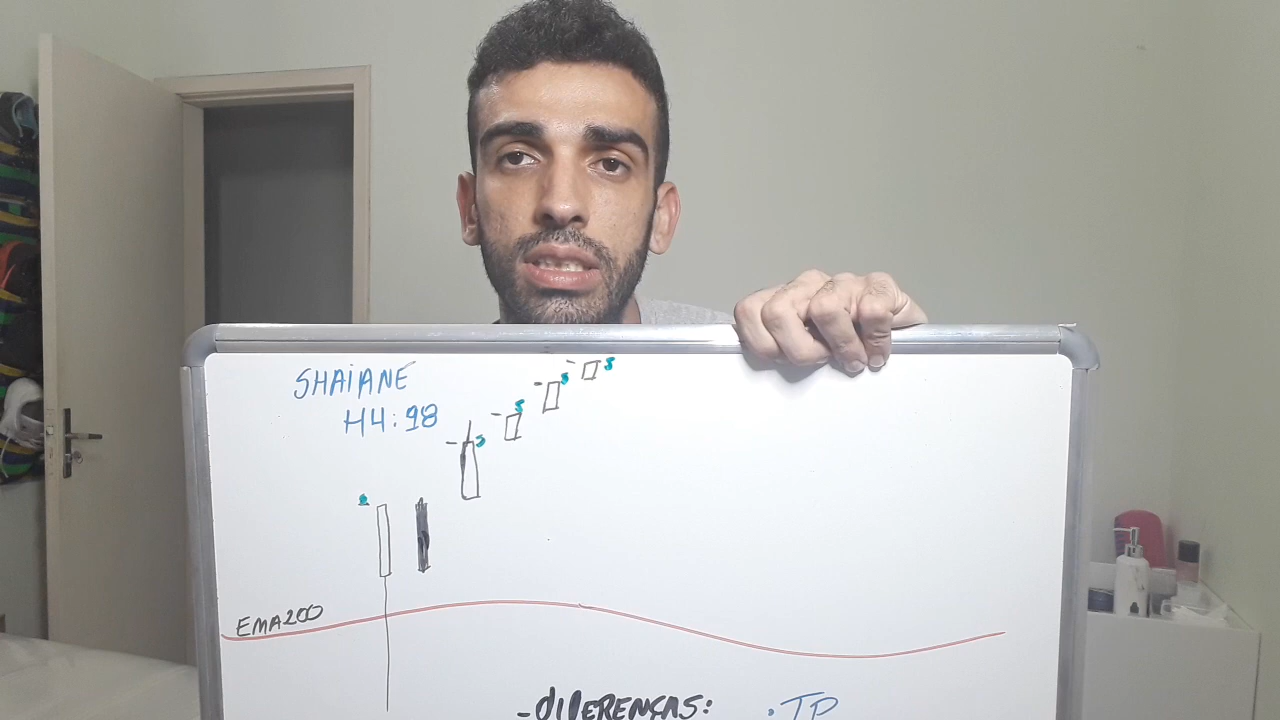 SHAIANE
H4:98
S
S
S
S
EMA200
-DIFERENÇAS: • TP